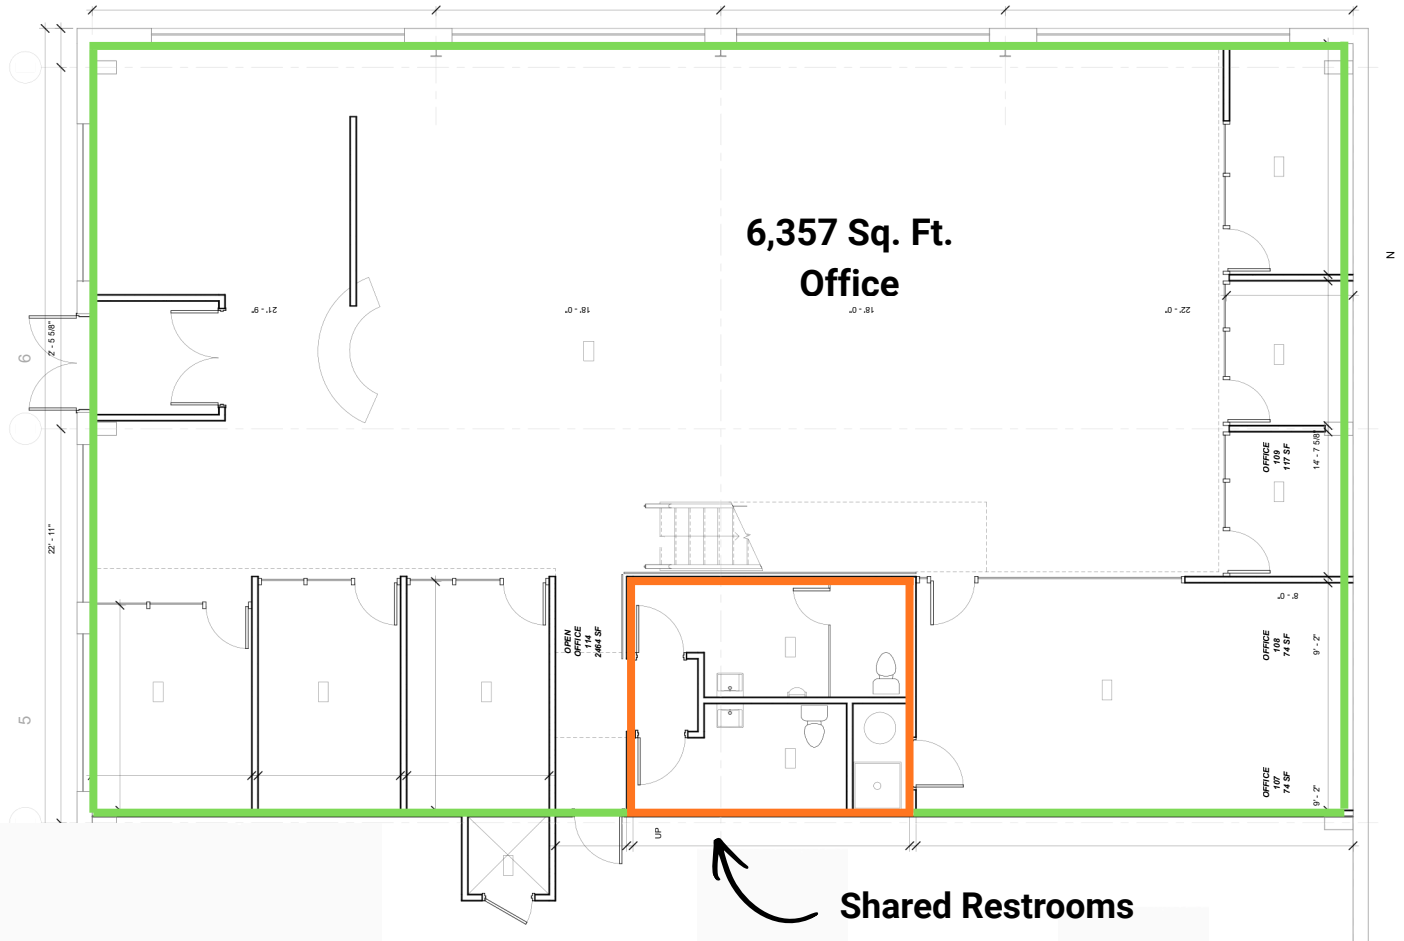 6,357 Sq. Ft.
Office
N
21' - 9"
18' - 0"
18' - 0"
22' - 0"
6
2' - 5 5/8"
OFFICE
109
117 SF
14' - 7 5/8"
22' - 11"
8' - 0"
OPEN
OFFICE
114
2464 SF
OFFICE
108
74 SF
9' - 2"
5
OFFICE
107
74 SF
9' - 2"
UP
Shared Restrooms